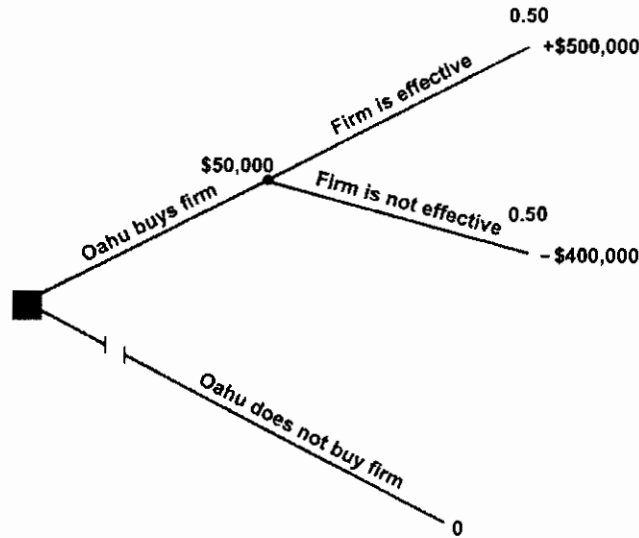 0.50
+$500,000
Firm is effective
$50,000
Firm is not effective
0.50
Oahu buys firm
–$400,000
Oahu does not buy firm
0